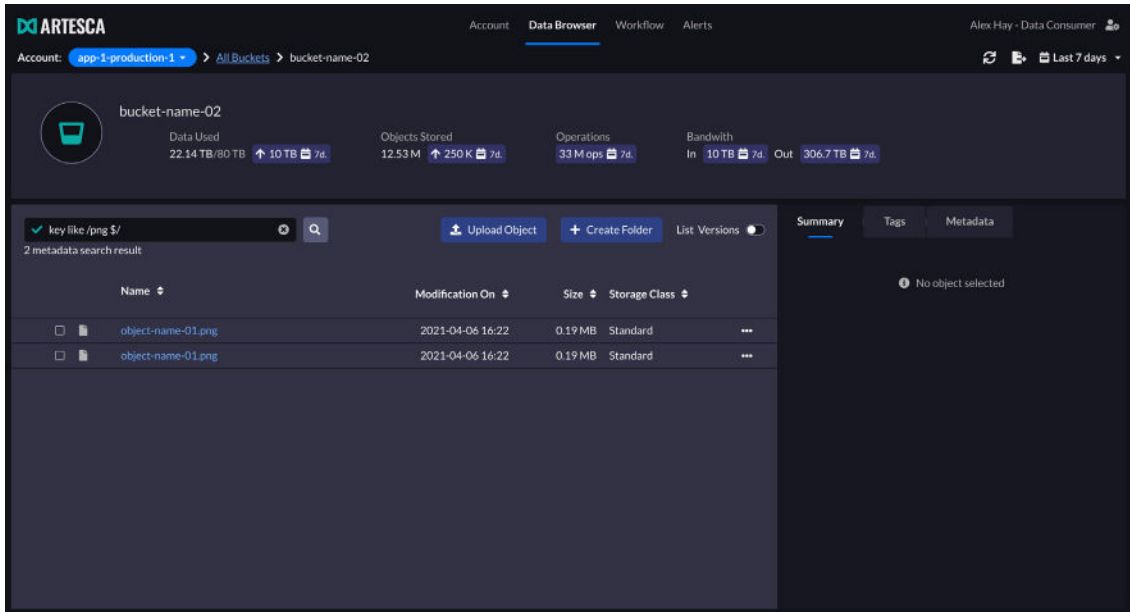 ARTESCA
Account Data Browser Workflow Alerts
Alex Hay - Data Consumer
Account: app-1-production-1 > All Buckets > bucket-name-02
Last 7 days
bucket-name-02
Data Used Objects Stored Operations Bandwith
22.14 TB/80 TB 10 TB 7d. 12.53 M 250 K 7d. 33 M ops 7d. In 10 TB 7d. Out 306.7 TB 7d.
key like /png $/
Upload Object + Create Folder List Versions
2 metadata search result
Name Modification On Size Storage Class
object-name-01.png 2021-04-06 16:22 0.19 MB Standard ...
object-name-01.png 2021-04-06 16:22 0.19 MB Standard ...
Summary Tags Metadata
No object selected